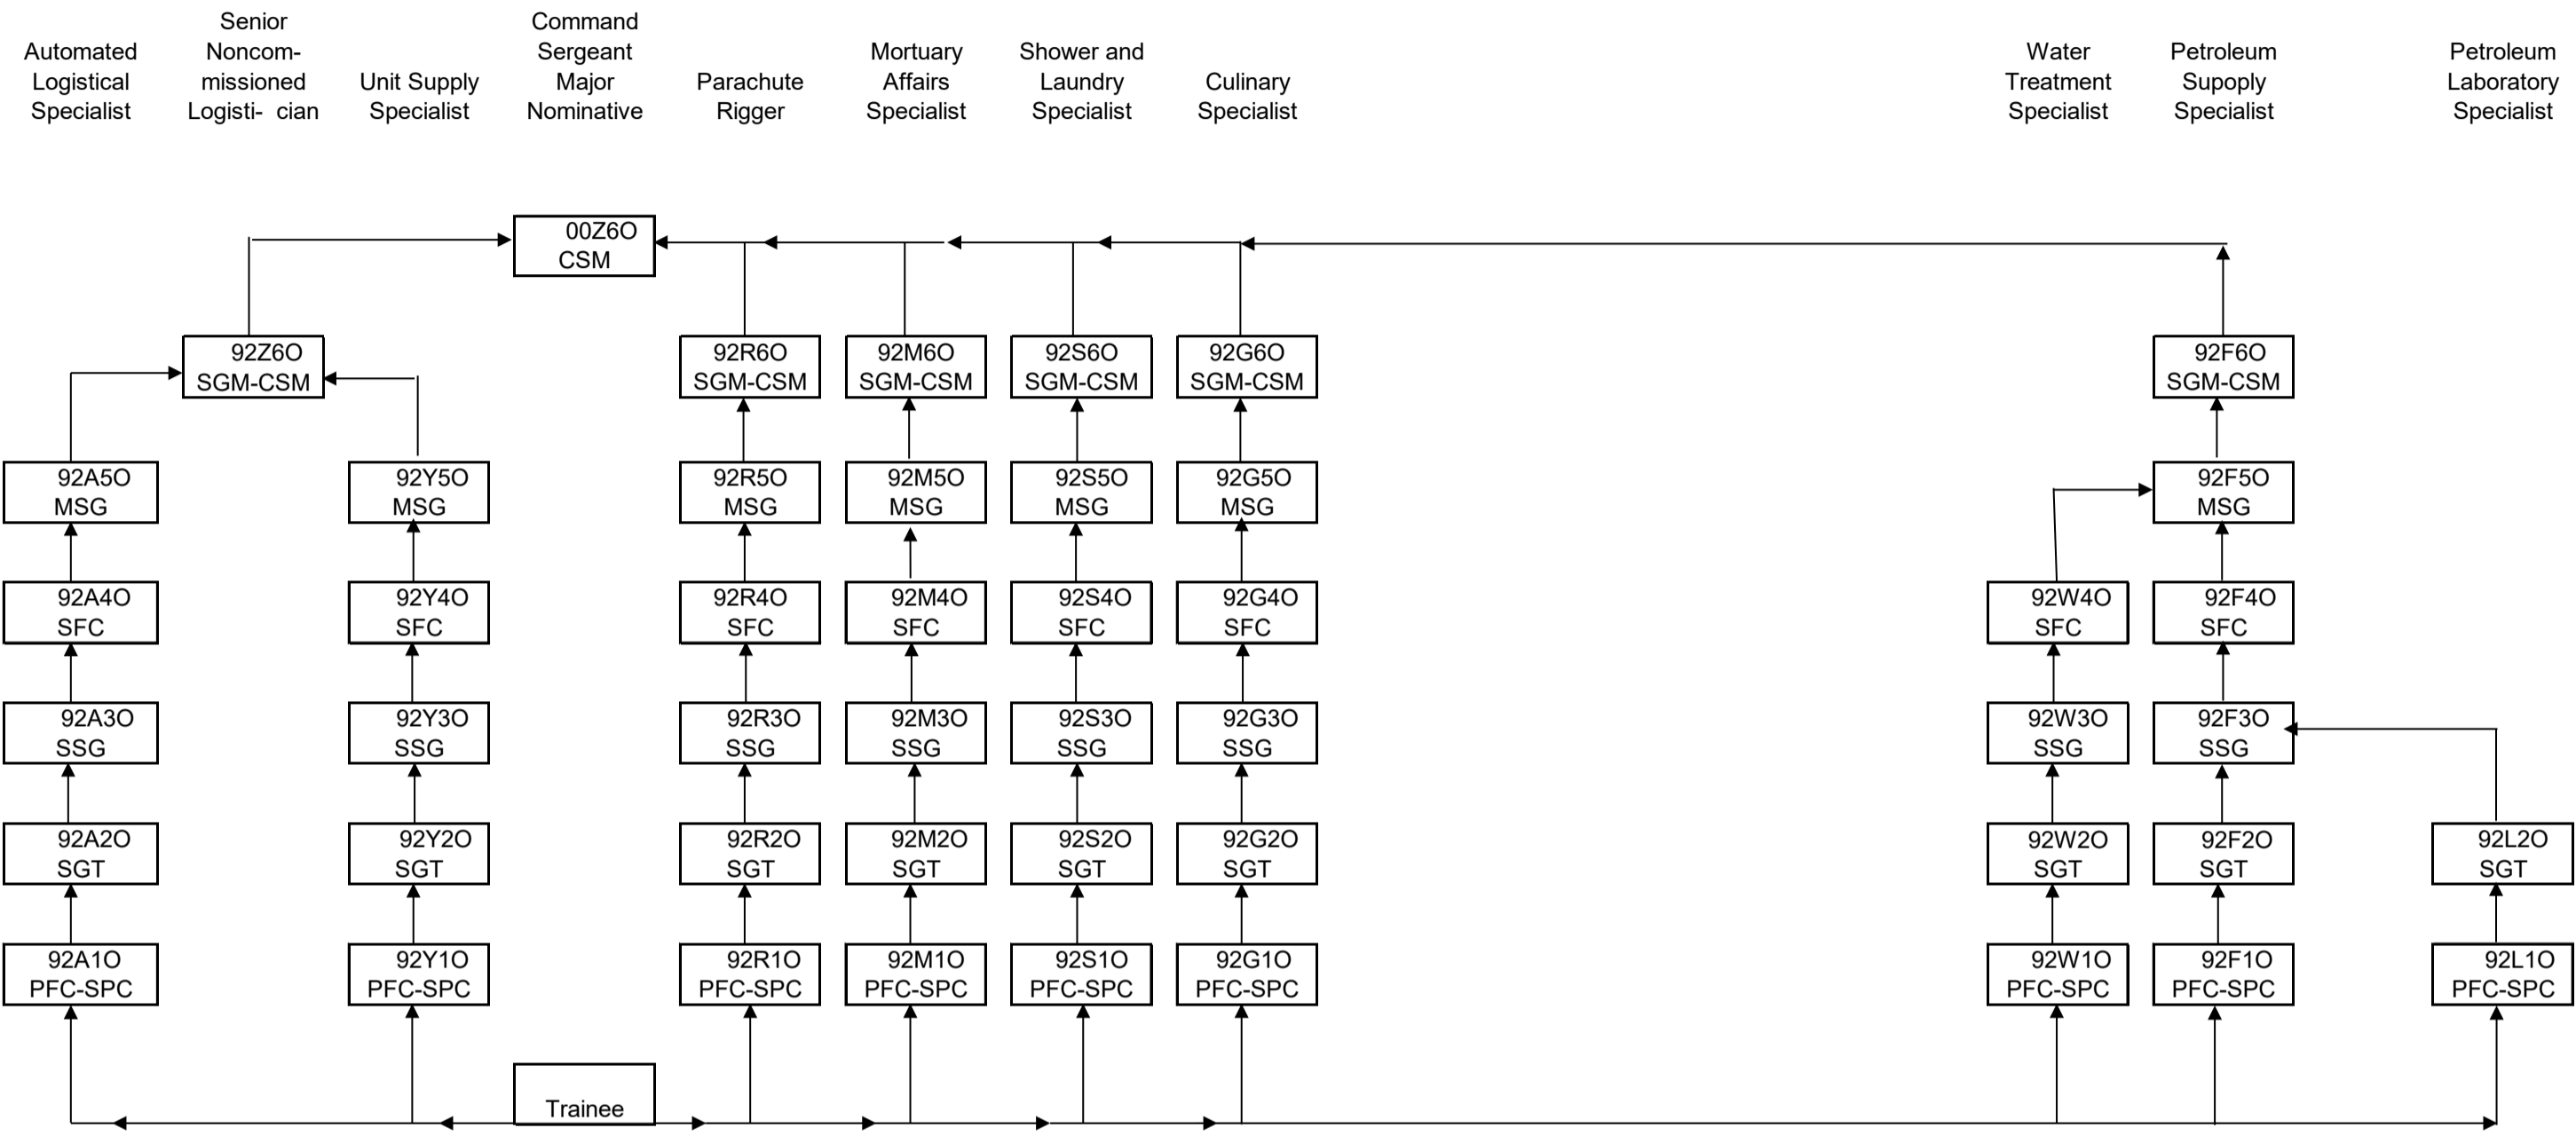 Automated
Logistical
Specialist
Senior
Noncom-
missioned
Logisti- cian
Unit Supply
Specialist
Command
Sergeant
Major
Nominative
Parachute
Rigger
Mortuary
Affairs
Specialist
Shower and
Laundry
Specialist
Culinary
Specialist
Water
Treatment
Specialist
Petroleum
Supoply
Specialist
Petroleum
Laboratory
Specialist
00Z6O
CSM
92Z6O
SGM-CSM
92R6O
SGM-CSM
92M6O
SGM-CSM
92S6O
SGM-CSM
92G6O
SGM-CSM
92F6O
SGM-CSM
92A5O
MSG
92Y5O
MSG
92R5O
MSG
92M5O
MSG
92S5O
MSG
92G5O
MSG
92F5O
MSG
92A4O
SFC
92Y4O
SFC
92R4O
SFC
92M4O
SFC
92S4O
SFC
92G4O
SFC
92W4O
SFC
92F4O
SFC
92A3O
SSG
92Y3O
SSG
92R3O
SSG
92M3O
SSG
92S3O
SSG
92G3O
SSG
92W3O
SSG
92F3O
SSG
92A2O
SGT
92Y2O
SGT
92R2O
SGT
92M2O
SGT
92S2O
SGT
92G2O
SGT
92W2O
SGT
92F2O
SGT
92L2O
SGT
92A1O
PFC-SPC
92Y1O
PFC-SPC
92R1O
PFC-SPC
92M1O
PFC-SPC
92S1O
PFC-SPC
92G1O
PFC-SPC
92W1O
PFC-SPC
92F1O
PFC-SPC
92L1O
PFC-SPC
Trainee